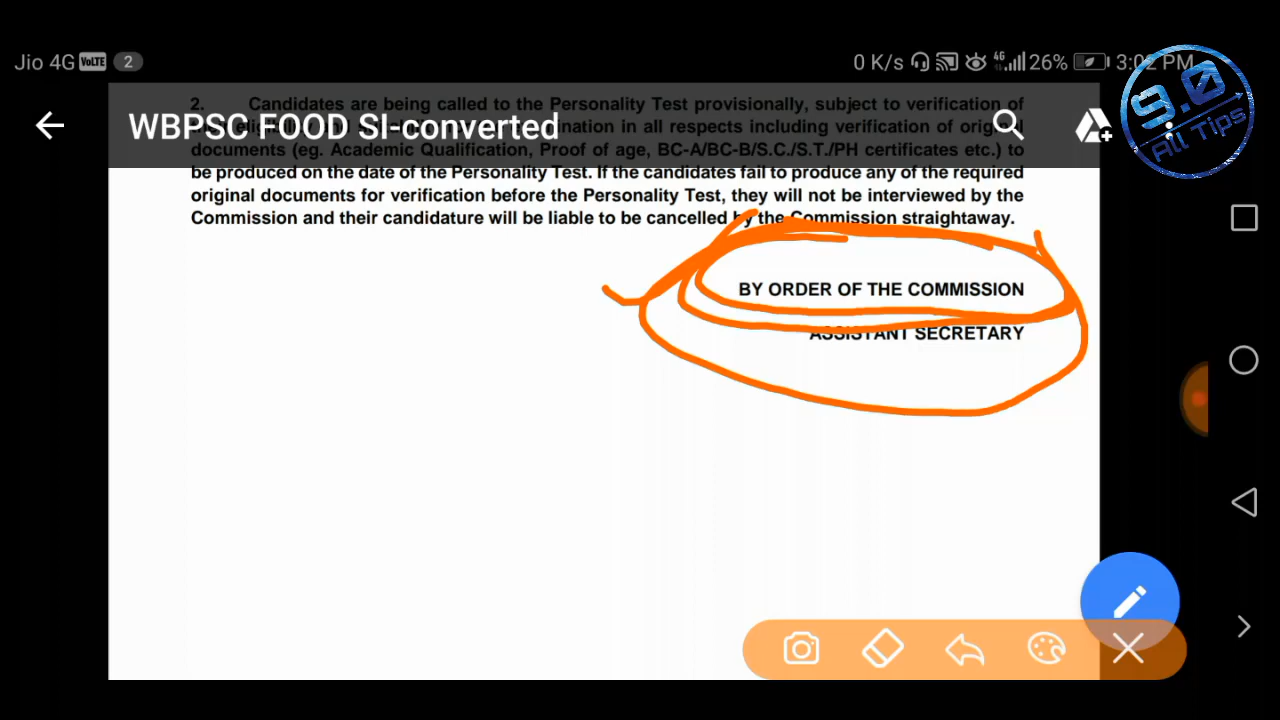 Jio 4G VoLTE 2 0 K/s 4G 26% 3:02 PM
9.0
All Tips
WBPSC FOOD SI-converted
2. Candidates are being called to the Personality Test provisionally, subject to verification of
in all respects including verification of
documents (eg. Academic Qualification, Proof of age, BC-A/BC-B/S.C./S.T./PH certificates etc.) to
be produced on the date of the Personality Test. If the candidates fail to produce any of the required
original documents for verification before the Personality Test, they will not be interviewed by the
Commission and their candidature will be liable to be cancelled by the Commission straightaway.
BY ORDER OF THE COMMISSION
ASSISTANT SECRETARY